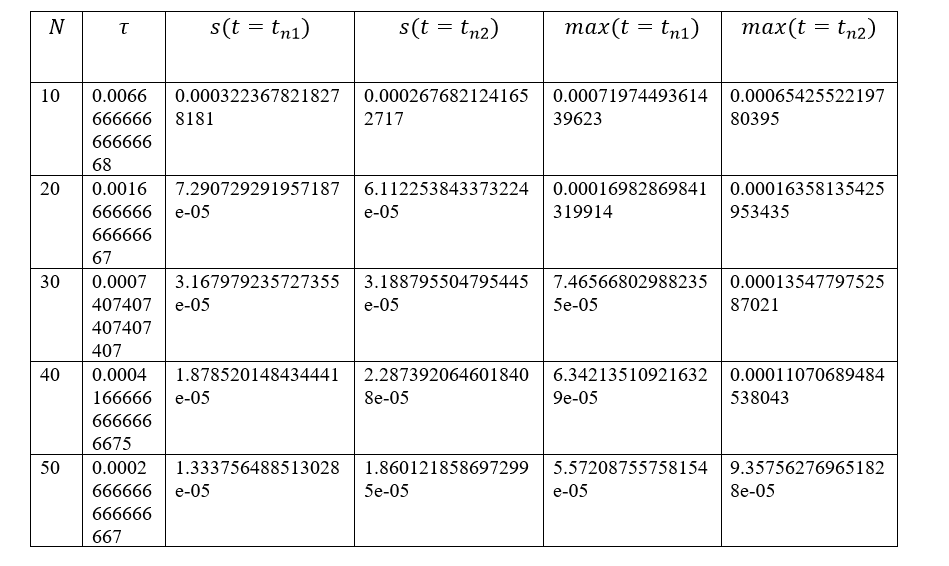 N τ s(t = tn1) s(t = tn2) max(t = tn1) max(t = tn2)
10 0.0066 0.000322367821827 0.000267682124165 0.00071974493614 0.00065425522197
666666 8181 2717 39623 80395
666666
68
20 0.0016 7.290729291957187 6.112253843373224 0.00016982869841 0.00016358135425
666666 e-05 e-05 319914 953435
666666
67
30 0.0007 3.167979235727355 3.188795504795445 7.46566802988235 0.00013547797525
407407 e-05 e-05 5e-05 87021
407407
407
40 0.0004 1.878520148434441 2.287392064601840 6.34213510921632 0.00011070689484
166666 e-05 8e-05 9e-05 538043
666666
6675
50 0.0002 1.333756488513028 1.860121858697299 5.57208755758154 9.35756276965182
666666 e-05 5e-05 e-05 8e-05
666666
667